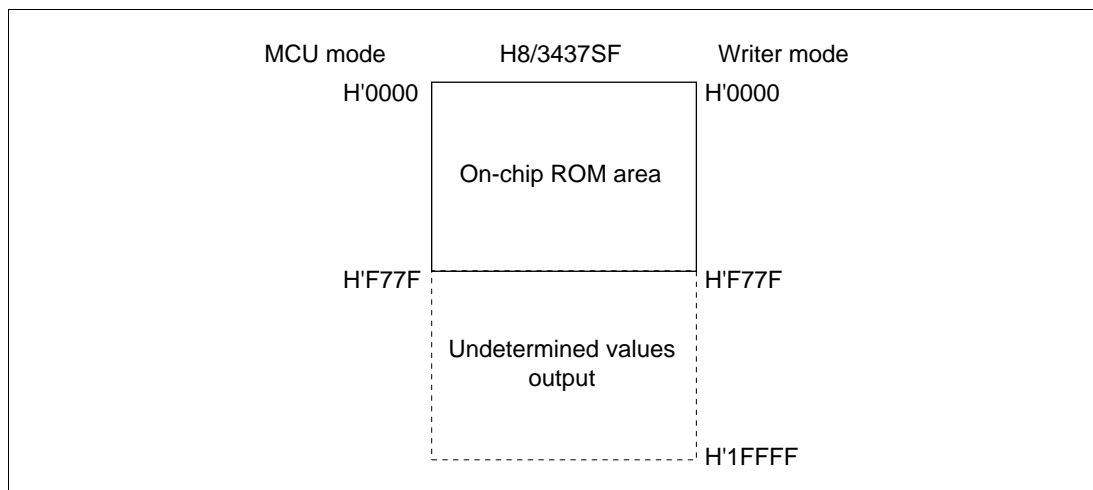 MCU mode H8/3437SF Writer mode
H'0000 H'0000
On-chip ROM area
H'F77F H'F77F
Undetermined values
output
H'1FFFF